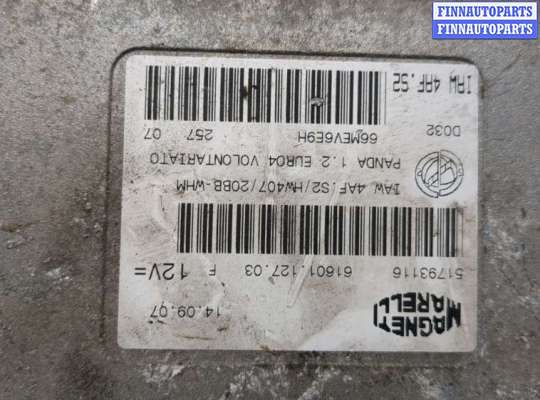 FINNAUTOPARTS
FINNAUTOPARTS
MAGNETI
MARELLI
14.09.07
51793116
61601.127.03
F 12V=
IAW 4AF.S2/HW407/20BB-WHM
PANDA 1.2 EURO4 VOLONTARIATO
66MEV6E9H
257 07
D032
IAW 4AF.S2